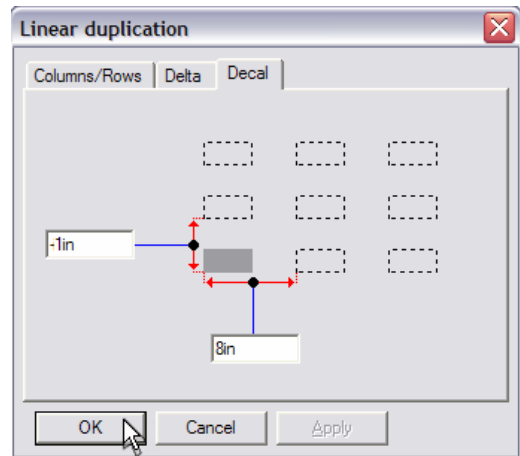 Linear duplication
Columns/Rows Delta Decal
-1in
8in
OK Cancel Apply